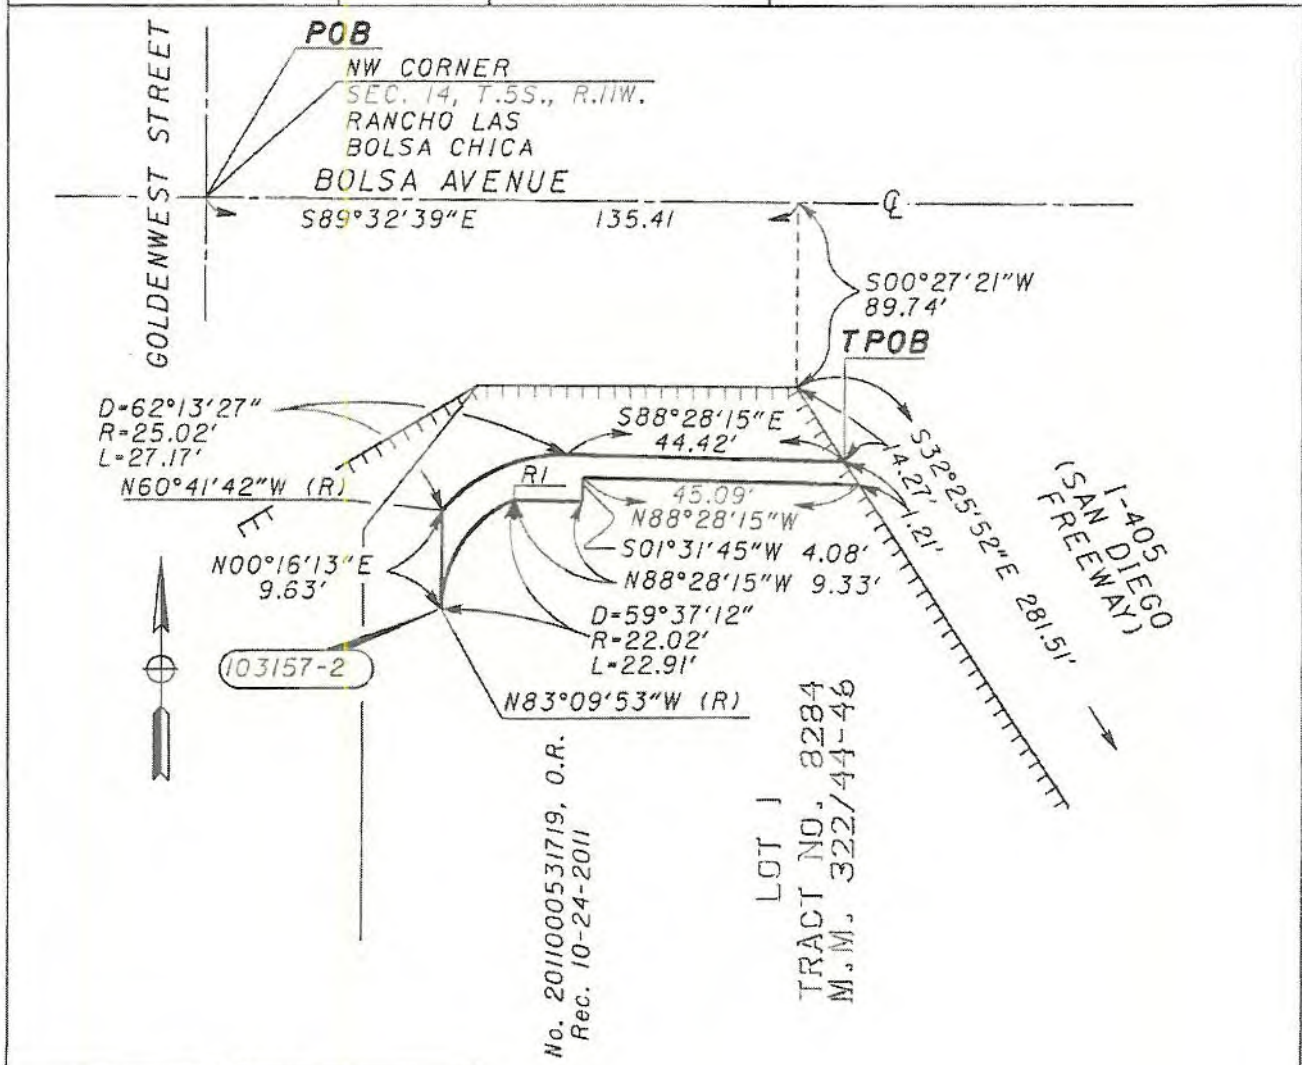 POB
NW CORNER
SEC. 14, T.5S., R.11W.
RANCHO LAS
BOLSA CHICA
GOLDENWEST STREET
BOLSA AVENUE
S89°32'39"E 135.41
℄
S00°27'21"W
89.74'
TPOB
D=62°13'27"
R=25.02'
L=27.17'
N60°41'42"W (R)
S88°28'15"E
44.42'
S32°25'52"E 281.51'
14.27'
1.21'
I-405
(SAN DIEGO
FREEWAY)
R1
45.09'
N88°28'15"W
S01°31'45"W 4.08'
N88°28'15"W 9.33'
N00°16'13"E
9.63'
D=59°37'12"
R=22.02'
L=22.91'
103157-2
N83°09'53"W (R)
No. 2011000531719, O.R.
Rec. 10-24-2011
LOT 1
TRACT NO. 8284
M.M. 322/44-46